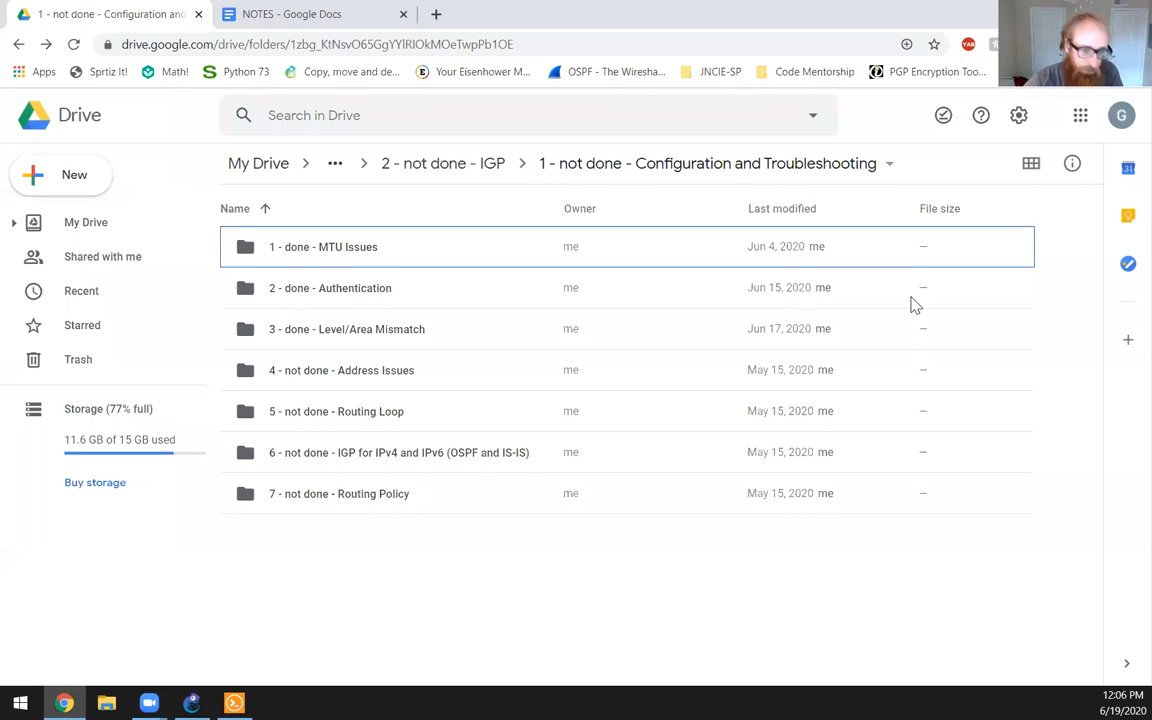 1 - not done - Configuration and
NOTES - Google Docs
drive.google.com/drive/folders/1zbg_KtNsvO65GgYYlRIOkMOeTwpPb1OE
Apps
Sprtiz It!
Math!
Python 73
Copy, move and de...
Your Eisenhower M...
OSPF - The Wiresha...
JNCIE-SP
Code Mentorship
PGP Encryption Too...
YAB
Drive
Search in Drive
G
New
My Drive
...
2 - not done - IGP
1 - not done - Configuration and Troubleshooting
31
Name
Owner
Last modified
File size
My Drive
Shared with me
Recent
Starred
Trash
Storage (77% full)
11.6 GB of 15 GB used
Buy storage
1 - done - MTU Issues me Jun 4, 2020 me –
2 - done - Authentication me Jun 15, 2020 me –
3 - done - Level/Area Mismatch me Jun 17, 2020 me –
4 - not done - Address Issues me May 15, 2020 me –
5 - not done - Routing Loop me May 15, 2020 me –
6 - not done - IGP for IPv4 and IPv6 (OSPF and IS-IS) me May 15, 2020 me –
7 - not done - Routing Policy me May 15, 2020 me –
12:06 PM
6/19/2020